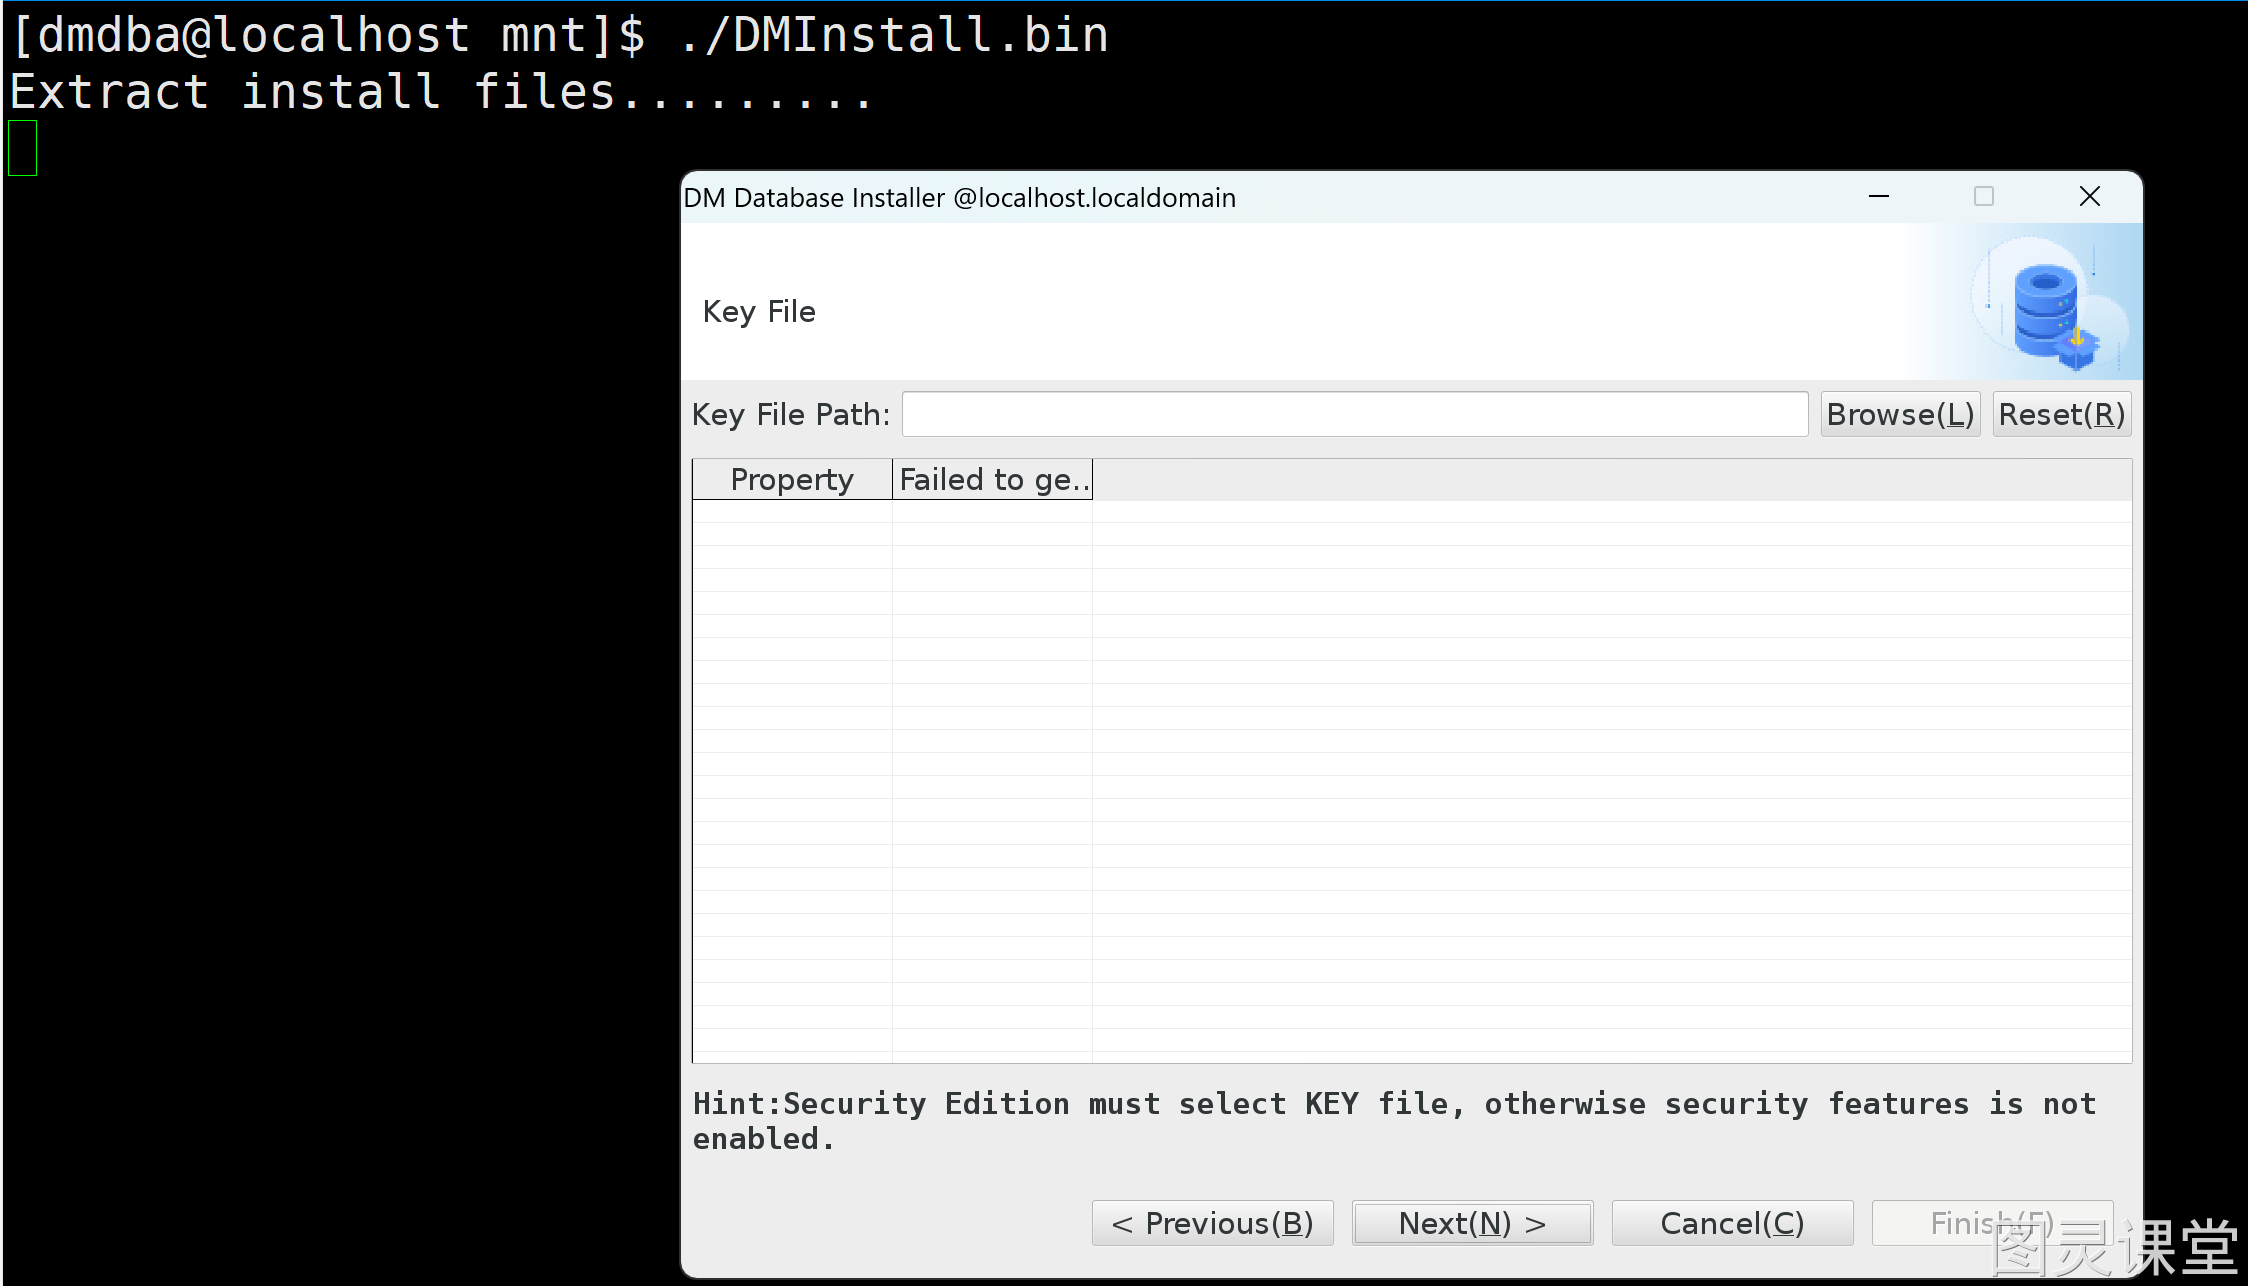 [dmdba@localhost mnt]$ ./DMInstall.bin
Extract install files.........
DM Database Installer @localhost.localdomain
Key File
Key File Path:
Browse(L)
Reset(R)
Property
Failed to ge..
Hint:Security Edition must select KEY file, otherwise security features is not
enabled.
< Previous(B)
Next(N) >
Cancel(C)
Finish(F)
图灵课堂